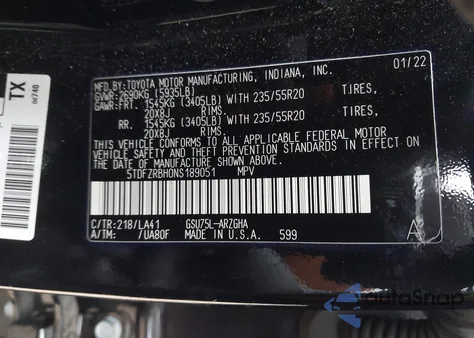 MFD. BY: TOYOTA MOTOR MANUFACTURING, INDIANA, INC.
GVWR: 2690KG (5935LB) 01/22
GAWR: FRT. 1545KG (3405LB) WITH 235/55R20 TIRES,
20X8J RIMS.
RR. 1545KG (3405LB) WITH 235/55R20 TIRES,
20X8J RIMS.
THIS VEHICLE CONFORMS TO ALL APPLICABLE FEDERAL MOTOR
VEHICLE SAFETY, BUMPER, AND THEFT PREVENTION
STANDARDS IN EFFECT ON THE DATE OF MANUFACTURE
SHOWN ABOVE.
5TDFZRBH0NS189051 MPV
C/TR:218/LA41 GSU75L-ARZGHA
A/TM: /UA80F MADE IN U.S.A. 599
A
TX
AutoSnap